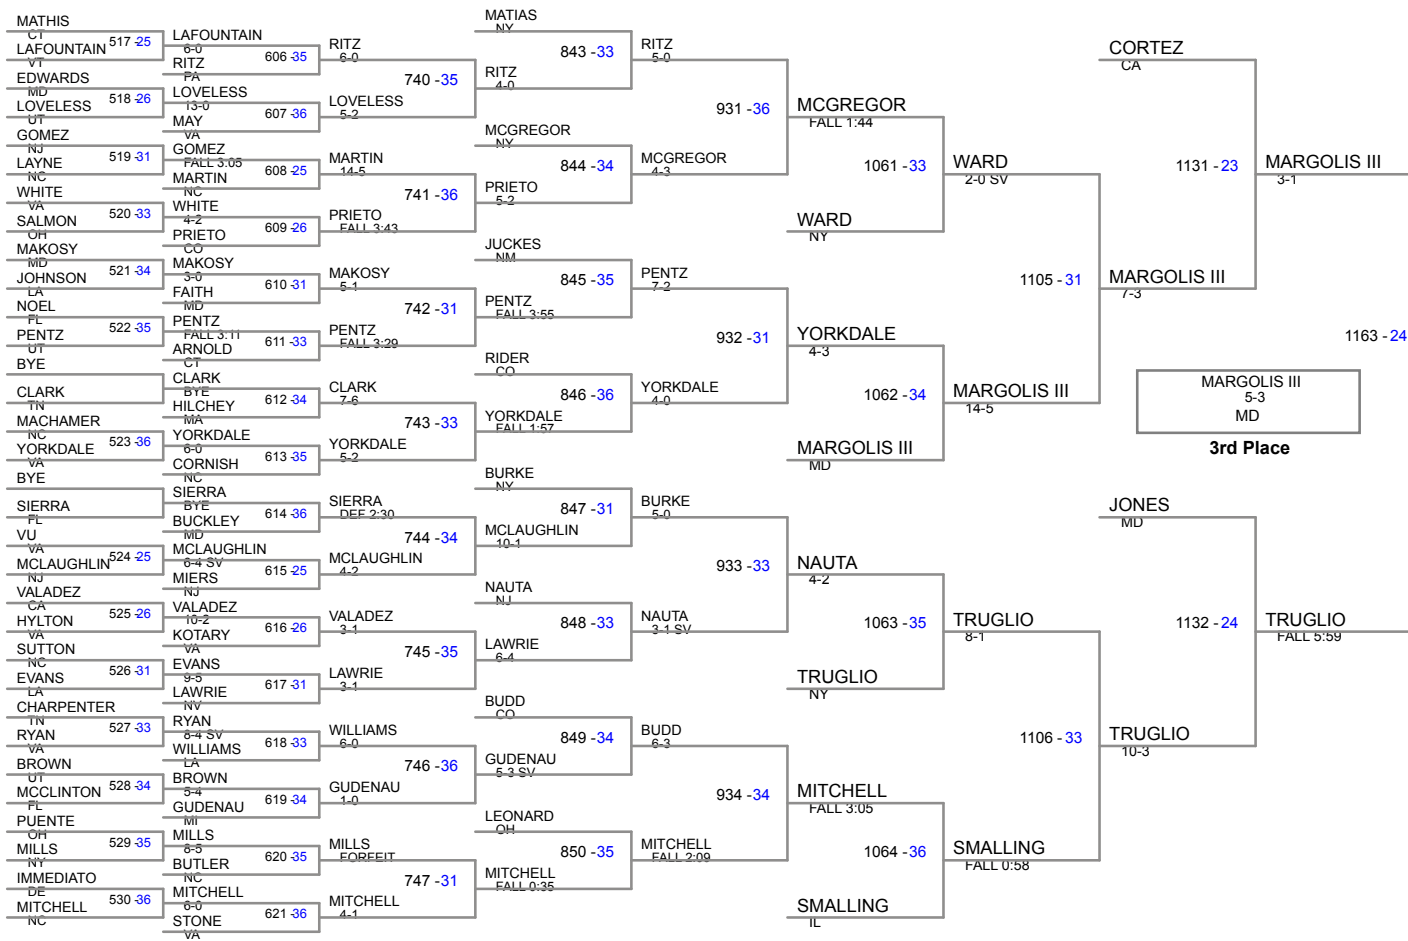 MATHIS
CT
517 -25
LAFOUNTAIN
VT
EDWARDS
MD
518 -26
LOVELESS
UT
GOMEZ
NJ
519 -31
LAYNE
NC
WHITE
VA
520 -33
SALMON
OH
MAKOSY
MD
521 -34
JOHNSON
LA
NOEL
FL
522 -35
PENTZ
UT
BYE
CLARK
TN
MACHAMER
NC
523 -36
YORKDALE
VA
BYE
SIERRA
FL
VU
VA
524 -25
MCLAUGHLIN
NJ
VALADEZ
CA
525 -26
HYLTON
VA
SUTTON
NC
526 -31
EVANS
LA
CHARPENTER
TN
527 -33
RYAN
VA
BROWN
UT
528 -34
MCCLINTON
FL
PUENTE
OH
529 -35
MILLS
NY
IMMEDIATO
DE
530 -36
MITCHELL
NC
LAFOUNTAIN
6-0
606 -35
RITZ
PA
LOVELESS
13-0
607 -36
MAY
VA
GOMEZ
FALL 3:05
608 -25
MARTIN
NC
WHITE
4-2
609 -26
PRIETO
CO
MAKOSY
3-0
610 -31
FAITH
MD
PENTZ
FALL 3:11
611 -33
ARNOLD
CT
CLARK
BYE
612 -34
HILCHEY
MA
YORKDALE
6-0
613 -35
CORNISH
NC
SIERRA
BYE
614 -36
BUCKLEY
MD
MCLAUGHLIN
6-4 SV
615 -25
MIERS
NJ
VALADEZ
10-2
616 -26
KOTARY
VA
EVANS
9-5
617 -31
LAWRIE
NV
RYAN
8-4 SV
618 -33
WILLIAMS
LA
BROWN
5-4
619 -34
GUDENAU
MI
MILLS
8-5
620 -35
BUTLER
NC
MITCHELL
6-0
621 -36
STONE
VA
RITZ
6-0
740 -35
LOVELESS
5-2
MARTIN
14-5
741 -36
PRIETO
FALL 3:43
MAKOSY
5-1
742 -31
PENTZ
FALL 3:29
CLARK
7-6
743 -33
YORKDALE
5-2
SIERRA
DEF 2:30
744 -34
MCLAUGHLIN
4-2
VALADEZ
3-1
745 -35
LAWRIE
3-1
WILLIAMS
6-0
746 -36
GUDENAU
1-0
MILLS
FORFEIT
747 -31
MITCHELL
4-1
MATIAS
NY
843 -33
RITZ
4-0
MCGREGOR
NY
844 -34
PRIETO
5-2
JUCKES
NM
845 -35
PENTZ
FALL 3:55
RIDER
CO
846 -36
YORKDALE
FALL 1:57
BURKE
NY
847 -31
MCLAUGHLIN
10-1
NAUTA
NJ
848 -33
LAWRIE
6-4
BUDD
CO
849 -34
GUDENAU
5-3 SV
LEONARD
OH
850 -35
MITCHELL
FALL 0:35
RITZ
5-0
931 -36
MCGREGOR
4-3
PENTZ
7-2
932 -31
YORKDALE
4-0
BURKE
5-0
933 -33
NAUTA
3-1 SV
BUDD
6-3
934 -34
MITCHELL
FALL 2:09
MCGREGOR
FALL 1:44
1061 -33
WARD
NY
YORKDALE
4-3
1062 -34
MARGOLIS III
MD
NAUTA
4-2
1063 -35
TRUGLIO
NY
MITCHELL
FALL 3:05
1064 -36
SMALLING
IL
WARD
2-0 SV
1105 -31
MARGOLIS III
14-5
TRUGLIO
8-1
1106 -33
SMALLING
FALL 0:58
CORTEZ
CA
1131 -23
MARGOLIS III
7-3
JONES
MD
1132 -24
TRUGLIO
10-3
MARGOLIS III
3-1
1163 -24
TRUGLIO
FALL 5:59
MARGOLIS III
5-3
MD
3rd Place